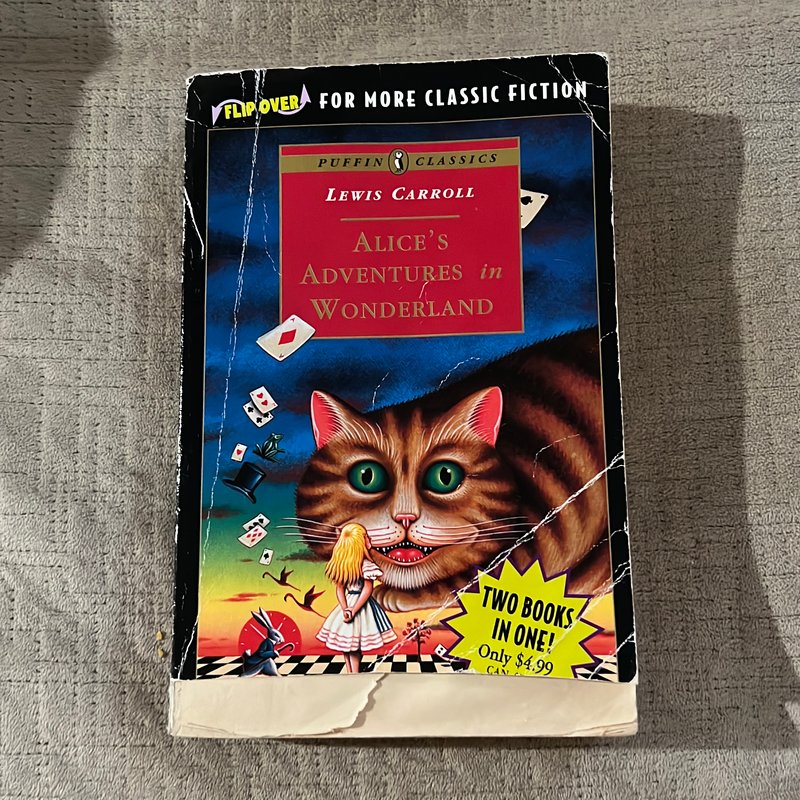 FLIP OVER FOR MORE CLASSIC FICTION
PUFFIN CLASSICS
LEWIS CARROLL
ALICE'S
ADVENTURES in
WONDERLAND
TWO BOOKS
IN ONE!
Only $4.99